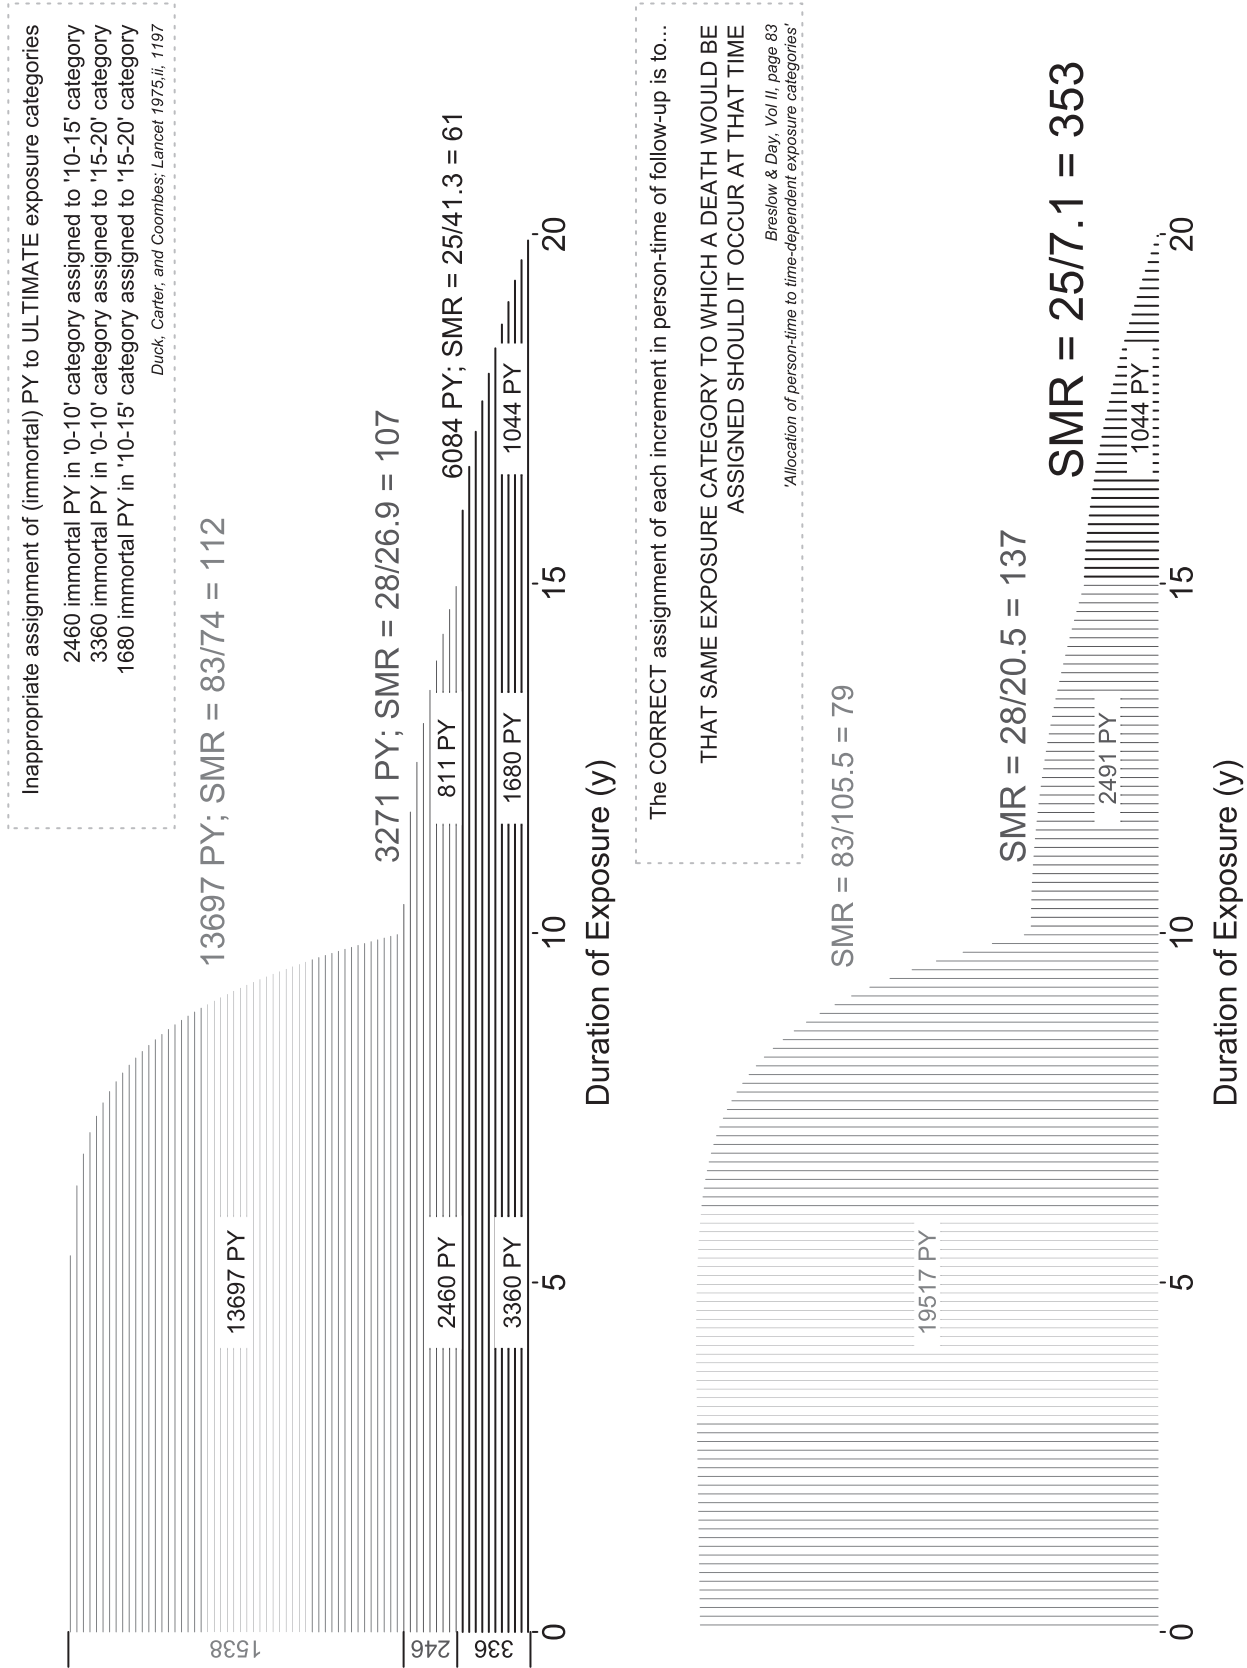 Inappropriate assignment of (immortal) PY to ULTIMATE exposure categories
2460 immortal PY in '0-10' category assigned to '10-15' category
3360 immortal PY in '0-10' category assigned to '15-20' category
1680 immortal PY in '10-15' category assigned to '15-20' category
Duck, Carter, and Coombes; Lancet 1975,ii, 1197
13697 PY; SMR = 83/74 = 112
3271 PY; SMR = 28/26.9 = 107
6084 PY; SMR = 25/41.3 = 61
1538
246
336
13697 PY
2460 PY
811 PY
3360 PY
1680 PY
1044 PY
0
5
10
15
20
Duration of Exposure (y)
The CORRECT assignment of each increment in person-time of follow-up is to...
THAT SAME EXPOSURE CATEGORY TO WHICH A DEATH WOULD BE
ASSIGNED SHOULD IT OCCUR AT THAT TIME
Breslow & Day, Vol II, page 83
'Allocation of person-time to time-dependent exposure categories'
SMR = 83/105.5 = 79
SMR = 28/20.5 = 137
SMR = 25/7.1 = 353
19517 PY
2491 PY
1044 PY
0
5
10
15
20
Duration of Exposure (y)